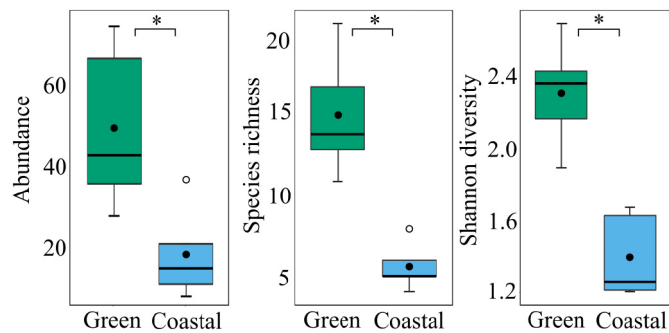 Abundance
60
40
20
*
Green Coastal
Species richness
20
15
10
5
*
Green Coastal
Shannon diversity
2.4
2.0
1.6
1.2
*
Green Coastal